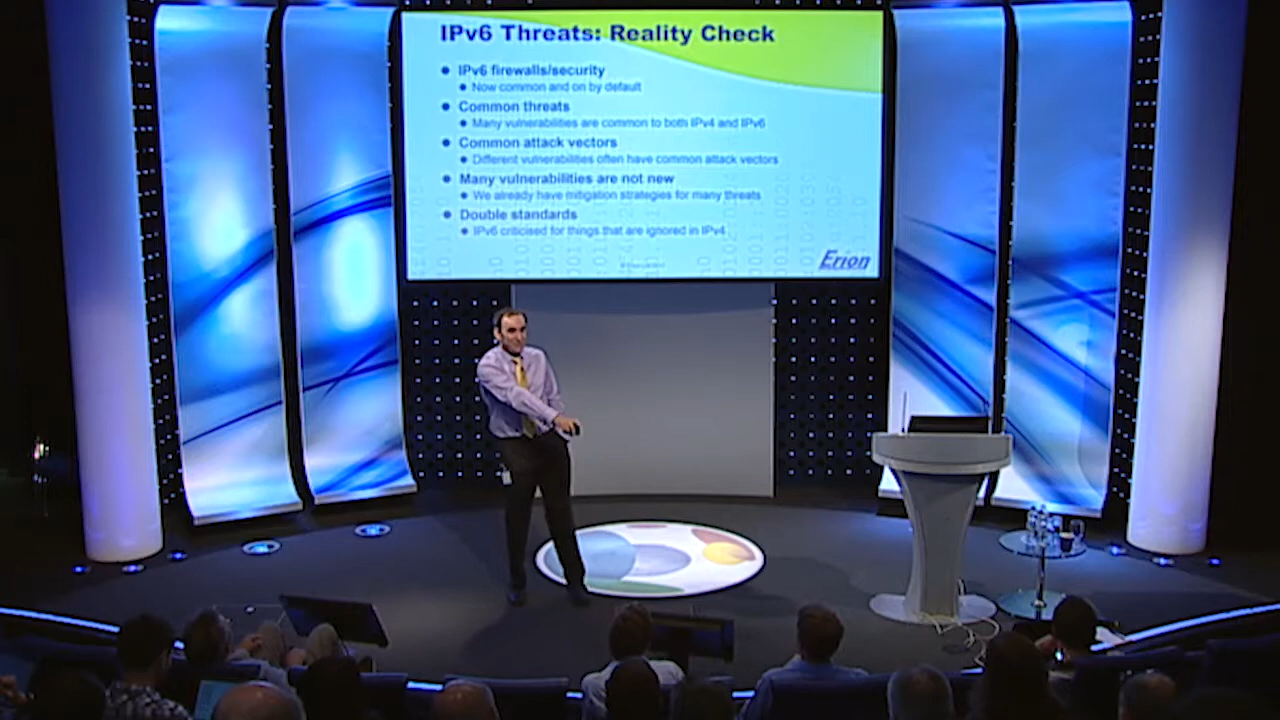 IPv6 Threats: Reality Check
IPv6 firewalls/security
Now common and on by default
Common threats
Many vulnerabilities are common to both IPv4 and IPv6
Common attack vectors
Different vulnerabilities often have common attack vectors
Many vulnerabilities are not new
We already have mitigation strategies for many threats
Double standards
IPv6 criticised for things that are ignored in IPv4
Erion